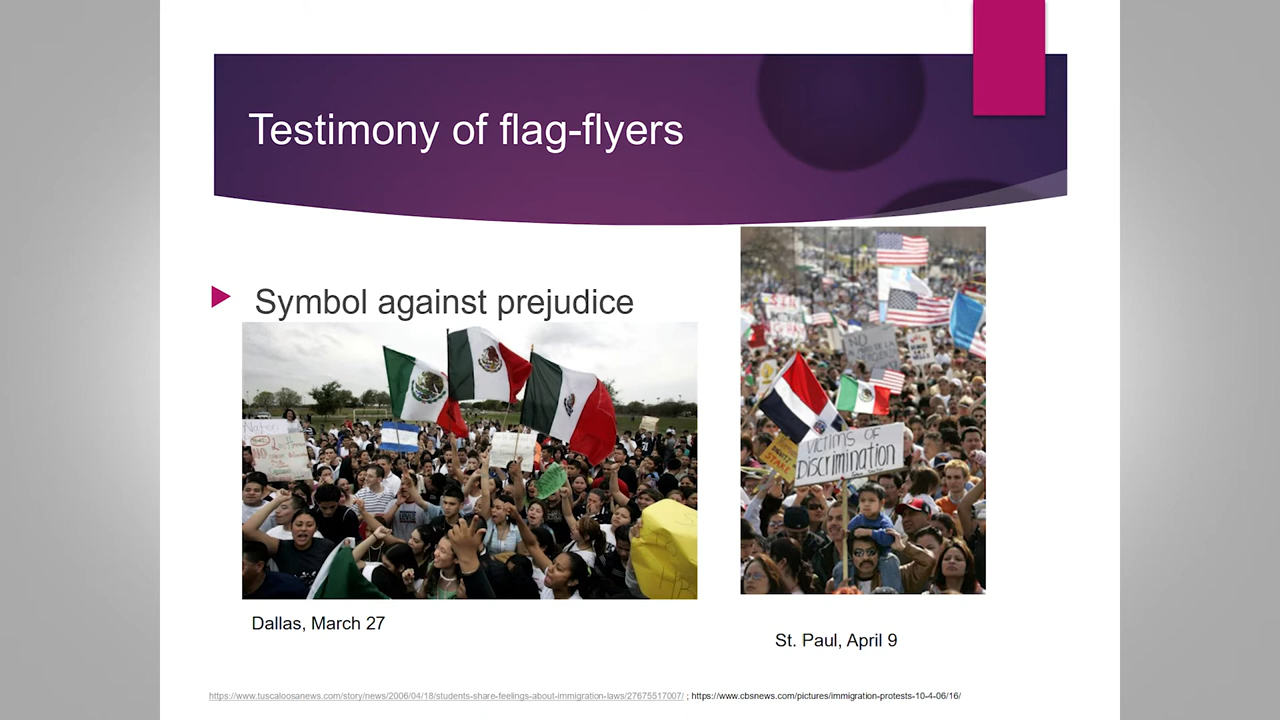 Testimony of flag-flyers
Symbol against prejudice
NO
VICTIMS OF
DISCRIMINATION
Dallas, March 27
St. Paul, April 9
https://www.tuscaloosanews.com/story/news/2006/04/18/students-share-feelings-about-immigration-laws/27675517007/ ; https://www.cbsnews.com/pictures/immigration-protests-10-4-06/16/